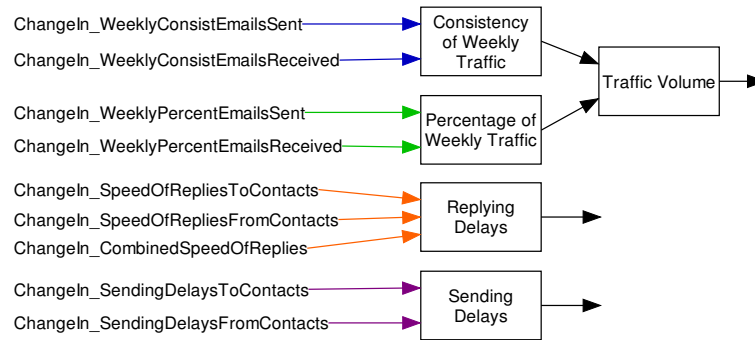 ChangeIn_WeeklyConsistEmailsSent
ChangeIn_WeeklyConsistEmailsReceived
Consistency
of Weekly
Traffic
ChangeIn_WeeklyPercentEmailsSent
ChangeIn_WeeklyPercentEmailsReceived
Percentage of
Weekly Traffic
Traffic Volume
ChangeIn_SpeedOfRepliesToContacts
ChangeIn_SpeedOfRepliesFromContacts
ChangeIn_CombinedSpeedOfReplies
Replying
Delays
ChangeIn_SendingDelaysToContacts
ChangeIn_SendingDelaysFromContacts
Sending
Delays